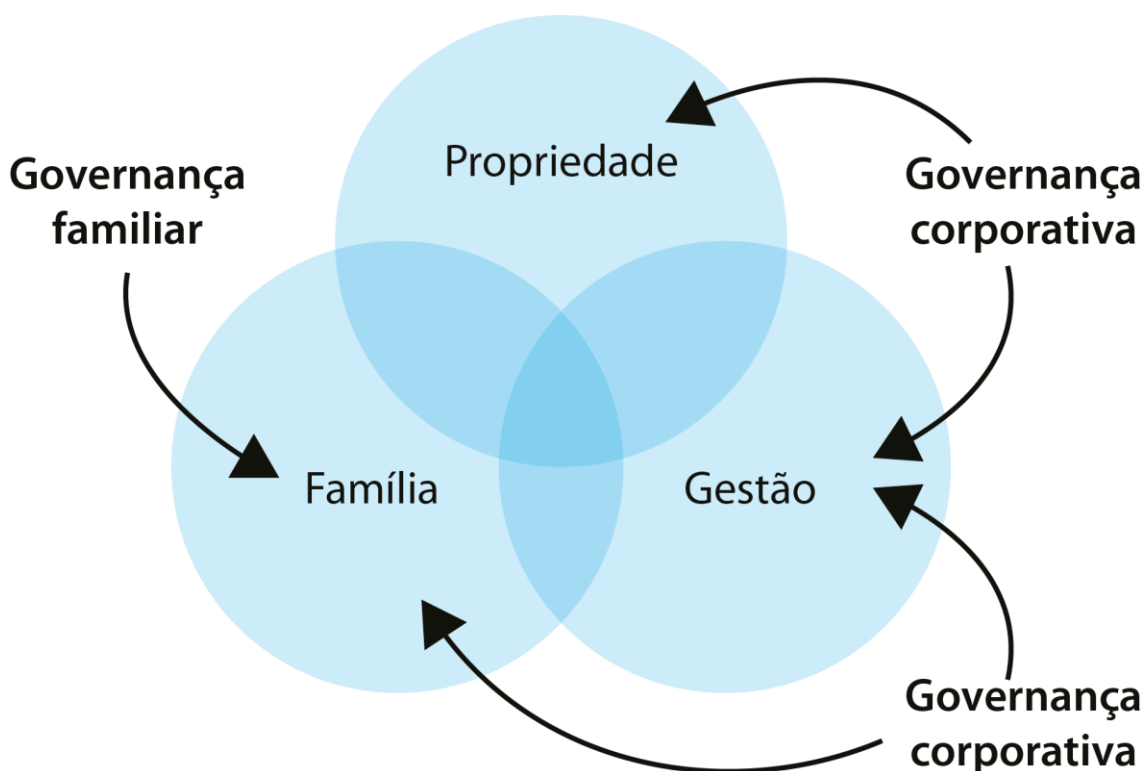 Propriedade
Governança
familiar
Governança
corporativa
Família
Gestão
Governança
corporativa